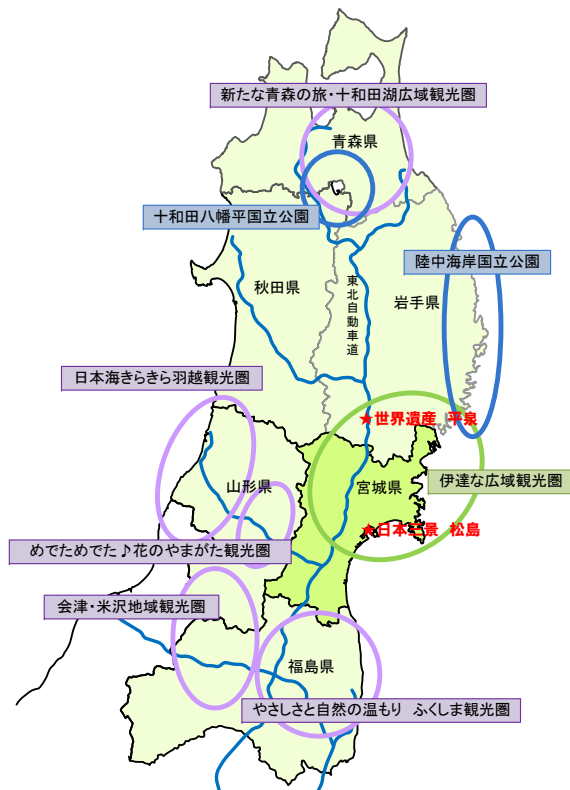 新たな青森の旅・十和田湖広域観光圏
青森県
十和田八幡平国立公園
陸中海岸国立公園
秋田県
東北自動車道
岩手県
日本海きらきら羽越観光圏
★世界遺産 平泉
山形県
宮城県
伊達な広域観光圏
★日本三景 松島
めでためでた♪花のやまがた観光圏
会津・米沢地域観光圏
福島県
やさしさと自然の温もり ふくしま観光圏